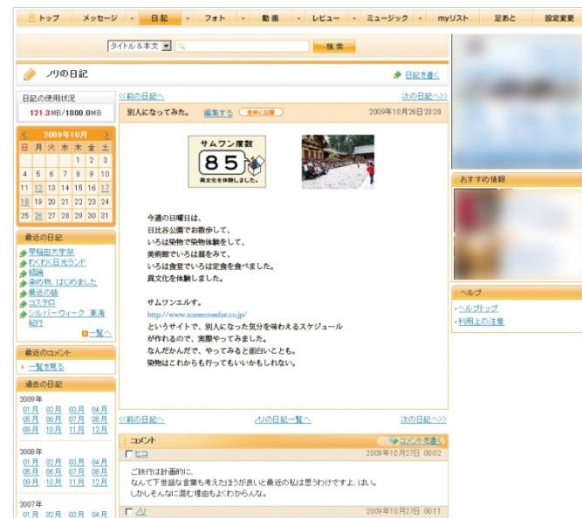 トップ
メッセージ
日記
フォト
動画
レビュー
ミュージック
myリスト
足あと
設定変更
タイトル&本文
検索
ノリの日記
日記を書く
日記の使用状況
121.3MB/1000.0MB
<<前の日記へ
次の日記へ>>
別人になってみた。 編集する
2009年10月26日23:28
2009年10月
日 月 火 水 木 金 土
1 2 3
4 5 6 7 8 9 10
11 12 13 14 15 16 17
18 19 20 21 22 23 24
25 26 27 28 29 30 31
サムワン度数
85
異文化を体験しました。
今週の日曜日は、
日比谷公園でお散歩して、
いろは染物で染物体験をして、
美術館でいろは展をみて、
いろは食堂でいろは定食を食べました。
異文化を体験しました。
サムワンエルす。
http://www.someoneelse.co.jp/
というサイトで、別人になった気分を味わえるスケジュール
が作れるので、実際やってみました。
なんだかんだで、やってみると面白いことも。
染物はこれからも行ってもいいかもしれない。
最近の日記
早稲田大学祭
わくわく日光ランド
結論
染め物、はじめました
最近の話
コステロ
シルバーウィーク 東海
紀行
一覧へ
最近のコメント
一覧を見る
過去の日記
2009年
01月 02月 03月 04月
05月 06月 07月 08月
09月 10月 11月 12月
2008年
01月 02月 03月 04月
05月 06月 07月 08月
09月 10月 11月 12月
2007年
01月 02月 03月 04月
<<前の日記へ
ノリの日記一覧へ
次の日記へ>>
コメント
コメントを書く
ヒコ
2009年10月27日 00:02
ご旅行は計画的に、
なんて下世話な言葉も考えたほうが良いと最近の私は思うわけですよ、はい。
しかしそんなに混む理由もよくわからんな。
ノリ
2009年10月27日 00:11
おすすめ情報
ヘルプ
ヘルプトップ
利用上の注意